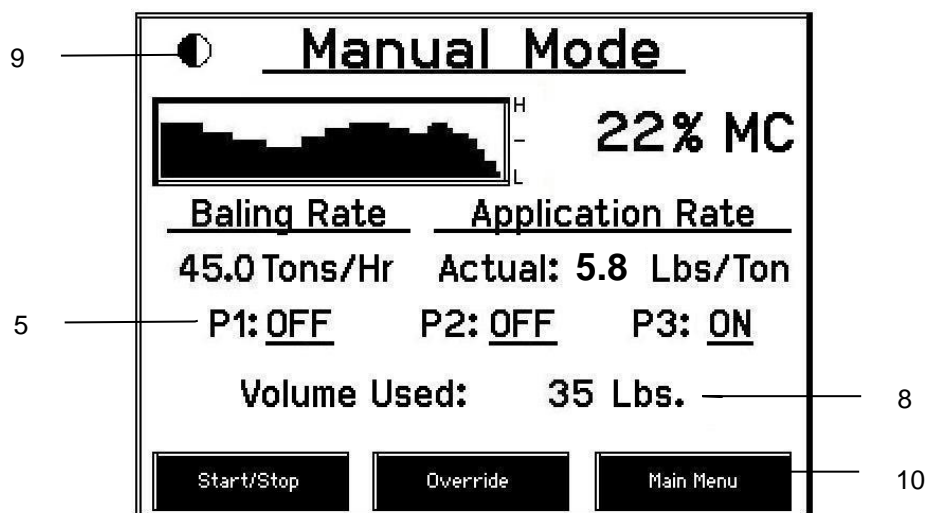 9
Manual Mode
H
-
L
22% MC
Baling Rate Application Rate
45.0 Tons/Hr Actual: 5.8 Lbs/Ton
5
P1: OFF P2: OFF P3: ON
Volume Used: 35 Lbs.
8
Start/Stop Override Main Menu
10